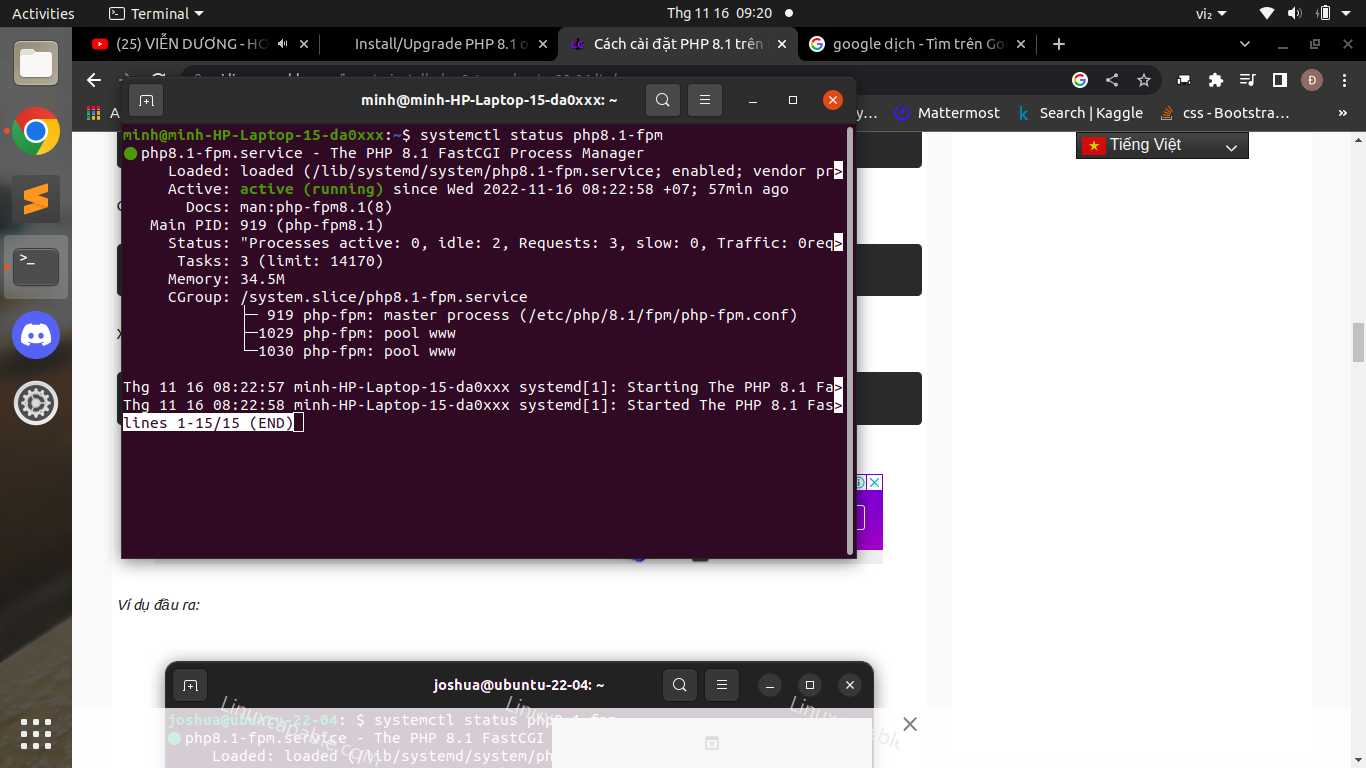 Activities
Terminal
Thg 11 16 09:20
vi₂
(25) VIỄN DƯƠNG - HO
Install/Upgrade PHP 8.1 o
Cách cài đặt PHP 8.1 trên
google dịch - Tìm trên Go
Đ
A
Mattermost
Search | Kaggle
css - Bootstra…
»
minh@minh-HP-Laptop-15-da0xxx: ~
minh@minh-HP-Laptop-15-da0xxx:~$ systemctl status php8.1-fpm
● php8.1-fpm.service - The PHP 8.1 FastCGI Process Manager
Loaded: loaded (/lib/systemd/system/php8.1-fpm.service; enabled; vendor pr>
Active: active (running) since Wed 2022-11-16 08:22:58 +07; 57min ago
Docs: man:php-fpm8.1(8)
Main PID: 919 (php-fpm8.1)
Status: "Processes active: 0, idle: 2, Requests: 3, slow: 0, Traffic: 0req>
Tasks: 3 (limit: 14170)
Memory: 34.5M
CGroup: /system.slice/php8.1-fpm.service
├─ 919 php-fpm: master process (/etc/php/8.1/fpm/php-fpm.conf)
├─1029 php-fpm: pool www
└─1030 php-fpm: pool www
Thg 11 16 08:22:57 minh-HP-Laptop-15-da0xxx systemd[1]: Starting The PHP 8.1 Fa>
Thg 11 16 08:22:58 minh-HP-Laptop-15-da0xxx systemd[1]: Started The PHP 8.1 Fas>
lines 1-15/15 (END)
Tiếng Việt
Ví dụ đầu ra:
joshua@ubuntu-22-04: ~
joshua@ubuntu-22-04: $ systemctl status php8.1-fpm
● php8.1-fpm.service - The PHP 8.1 FastCGI
Loaded: loaded (/lib/systemd/system/ph
Linuxcapable.com